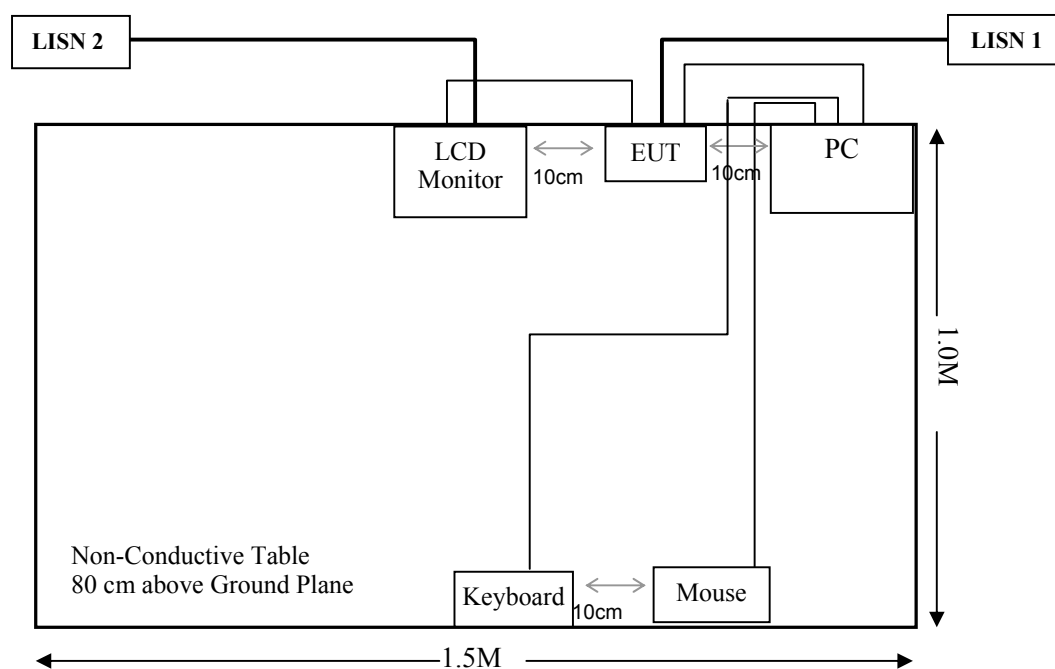 LISN 2
LISN 1
LCD
Monitor
10cm
EUT
10cm
PC
1.0M
Non-Conductive Table
80 cm above Ground Plane
Keyboard
10cm
Mouse
1.5M